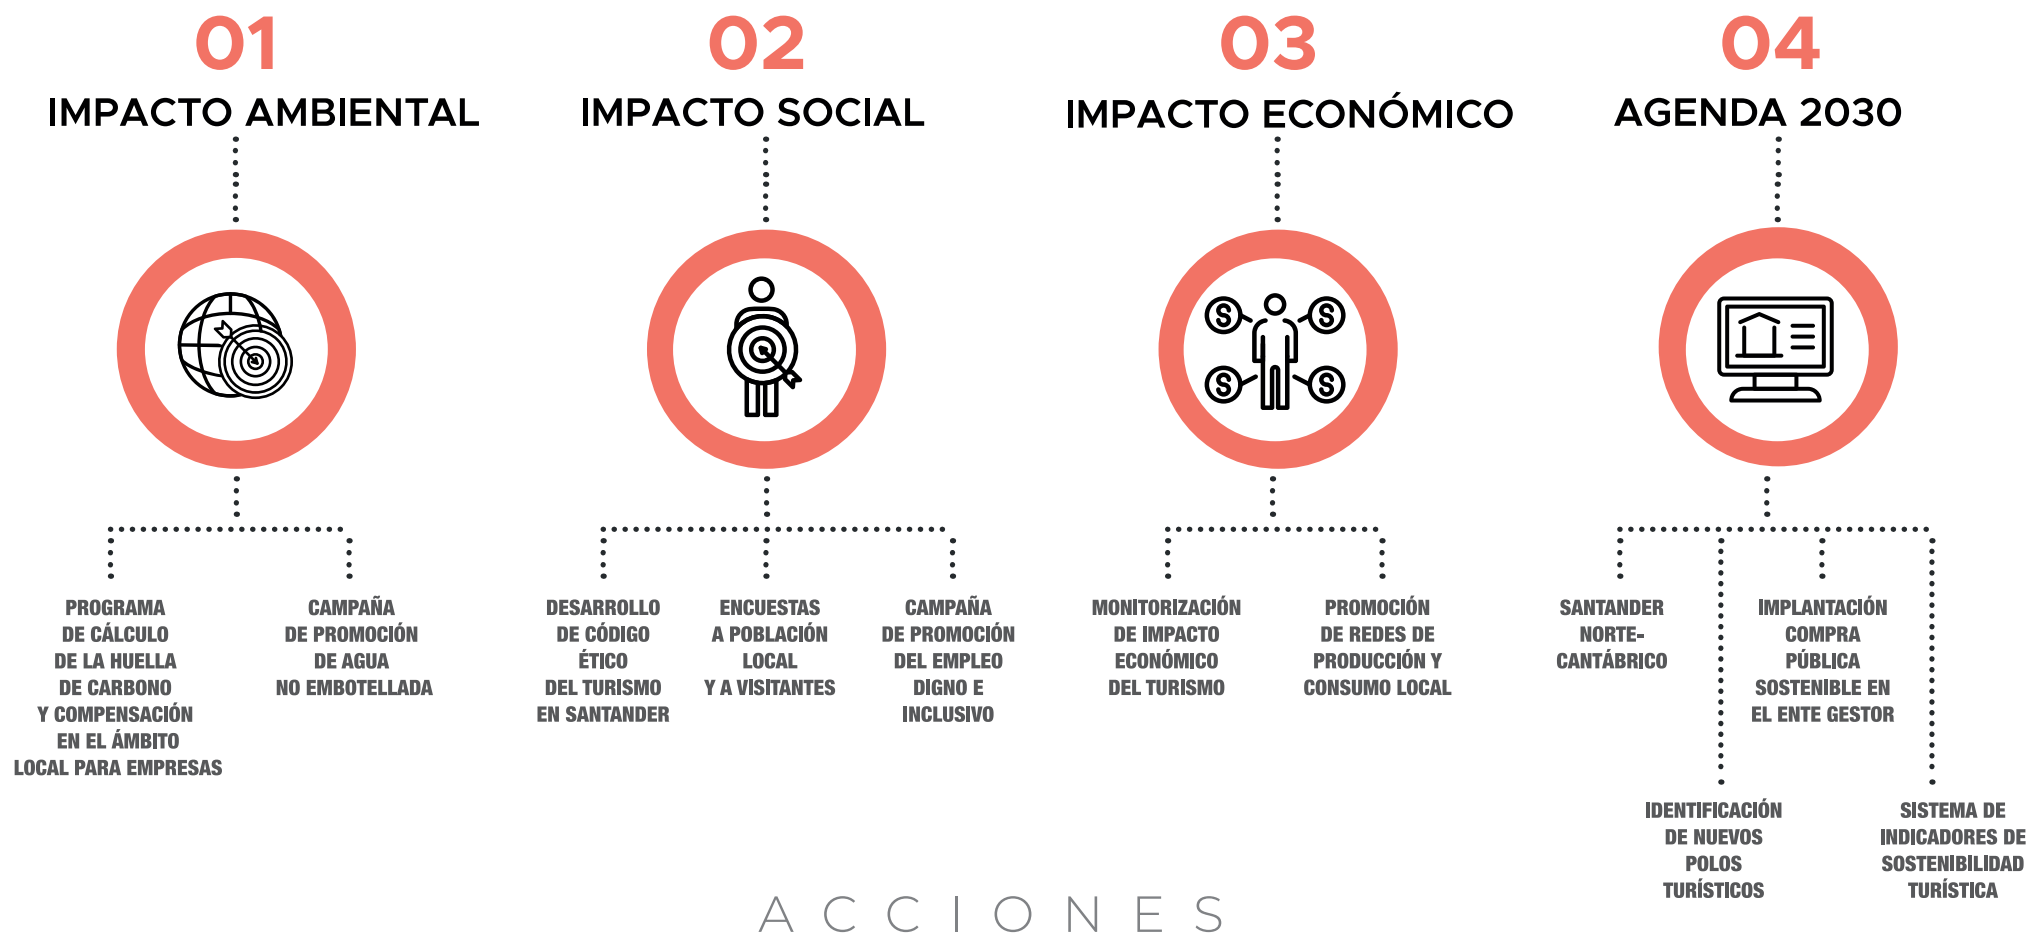 01
IMPACTO AMBIENTAL
PROGRAMA
DE CÁLCULO
DE LA HUELLA
DE CARBONO
Y COMPENSACIÓN
EN EL ÁMBITO
LOCAL PARA EMPRESAS
CAMPAÑA
DE PROMOCIÓN
DE AGUA
NO EMBOTELLADA
02
IMPACTO SOCIAL
DESARROLLO
DE CÓDIGO
ÉTICO
DEL TURISMO
EN SANTANDER
ENCUESTAS
A POBLACIÓN
LOCAL
Y A VISITANTES
CAMPAÑA
DE PROMOCIÓN
DEL EMPLEO
DIGNO E
INCLUSIVO
03
IMPACTO ECONÓMICO
S
S
S
S
MONITORIZACIÓN
DE IMPACTO
ECONÓMICO
DEL TURISMO
PROMOCIÓN
DE REDES DE
PRODUCCIÓN Y
CONSUMO LOCAL
04
AGENDA 2030
SANTANDER
NORTE-
CANTÁBRICO
IDENTIFICACIÓN
DE NUEVOS
POLOS
TURÍSTICOS
IMPLANTACIÓN
COMPRA
PÚBLICA
SOSTENIBLE EN
EL ENTE GESTOR
SISTEMA DE
INDICADORES DE
SOSTENIBILIDAD
TURÍSTICA
ACCIONES